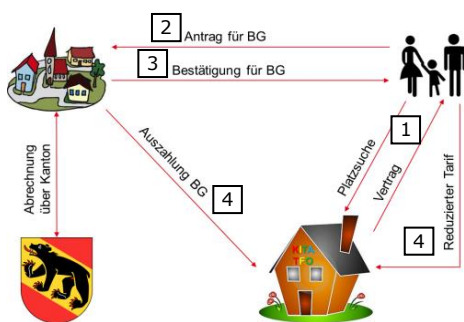 2 Antrag für BG
3 Bestätigung für BG
Abrechnung
über Kanton
Auszahlung BG
4
Platzsuche
1
Vertrag
4
Reduzierter Tarif
KITA
TFO